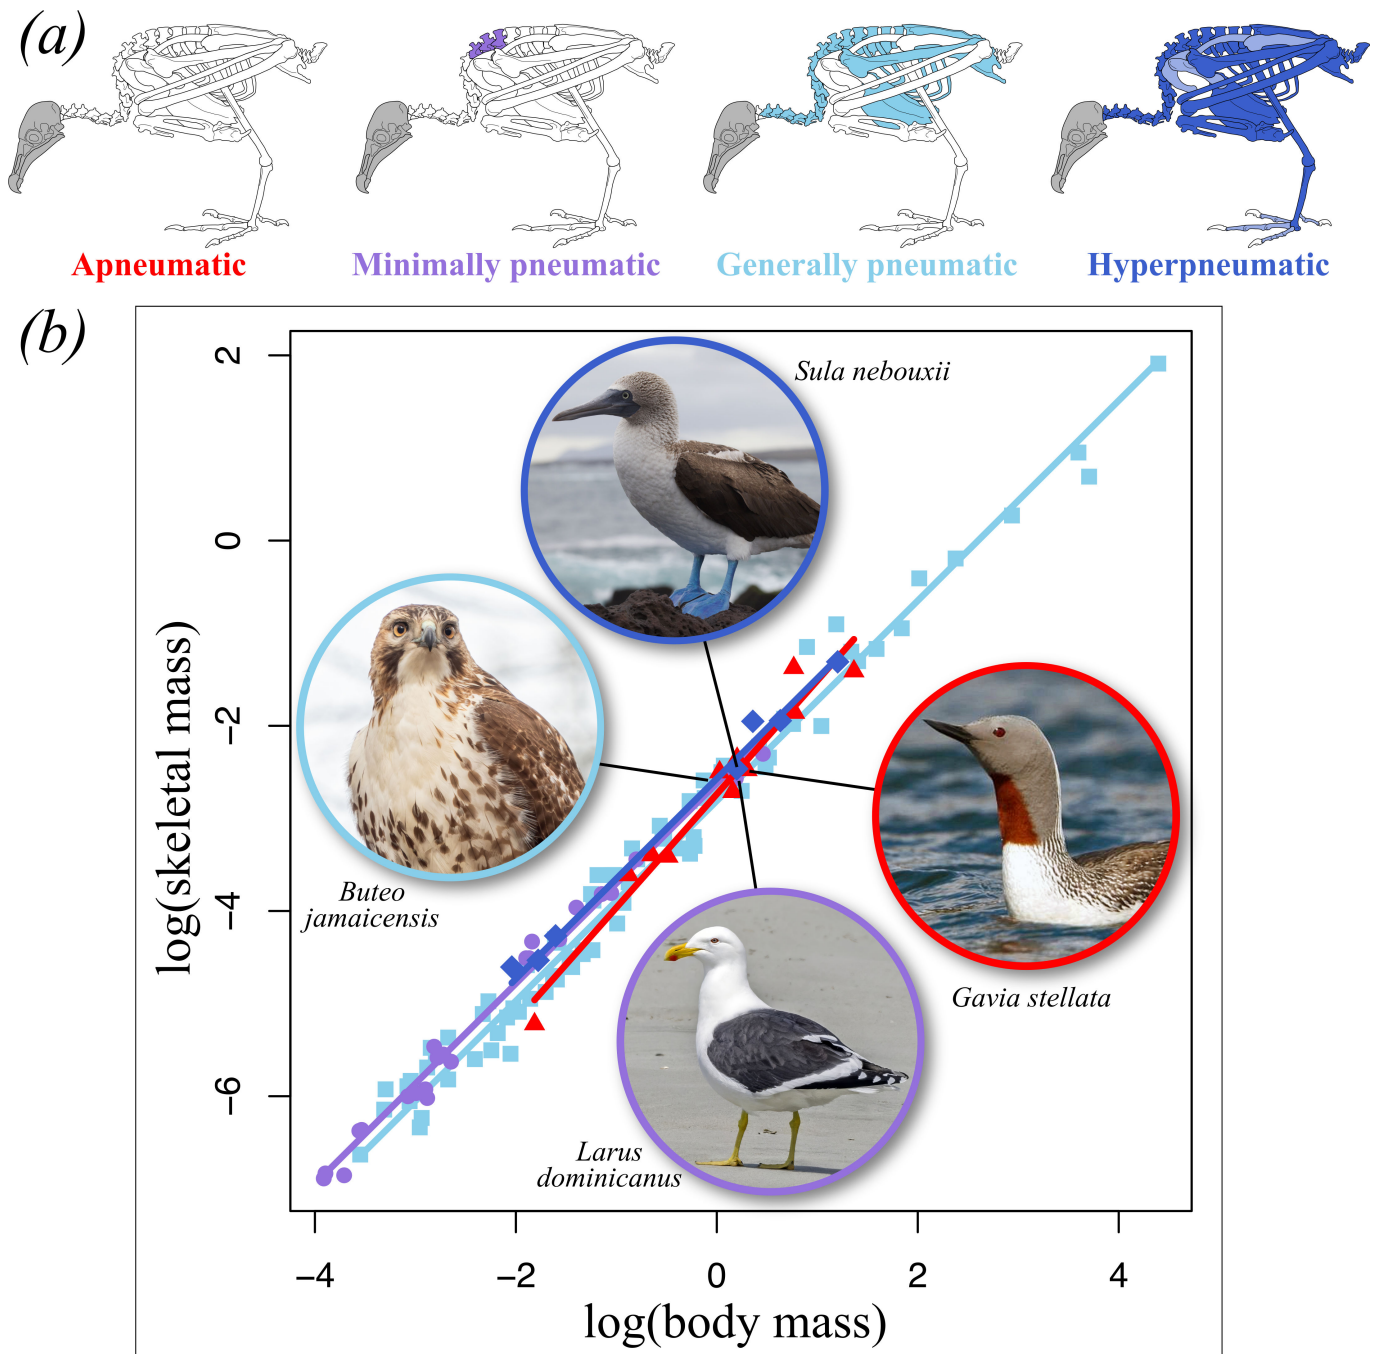 (a)
Apneumatic
Minimally pneumatic
Generally pneumatic
Hyperpneumatic
(b)
Sula nebouxii
Buteo
jamaicensis
Gavia stellata
Larus
dominicanus
2
0
−2
−4
−6
log(skeletal mass)
−4
−2
0
2
4
log(body mass)